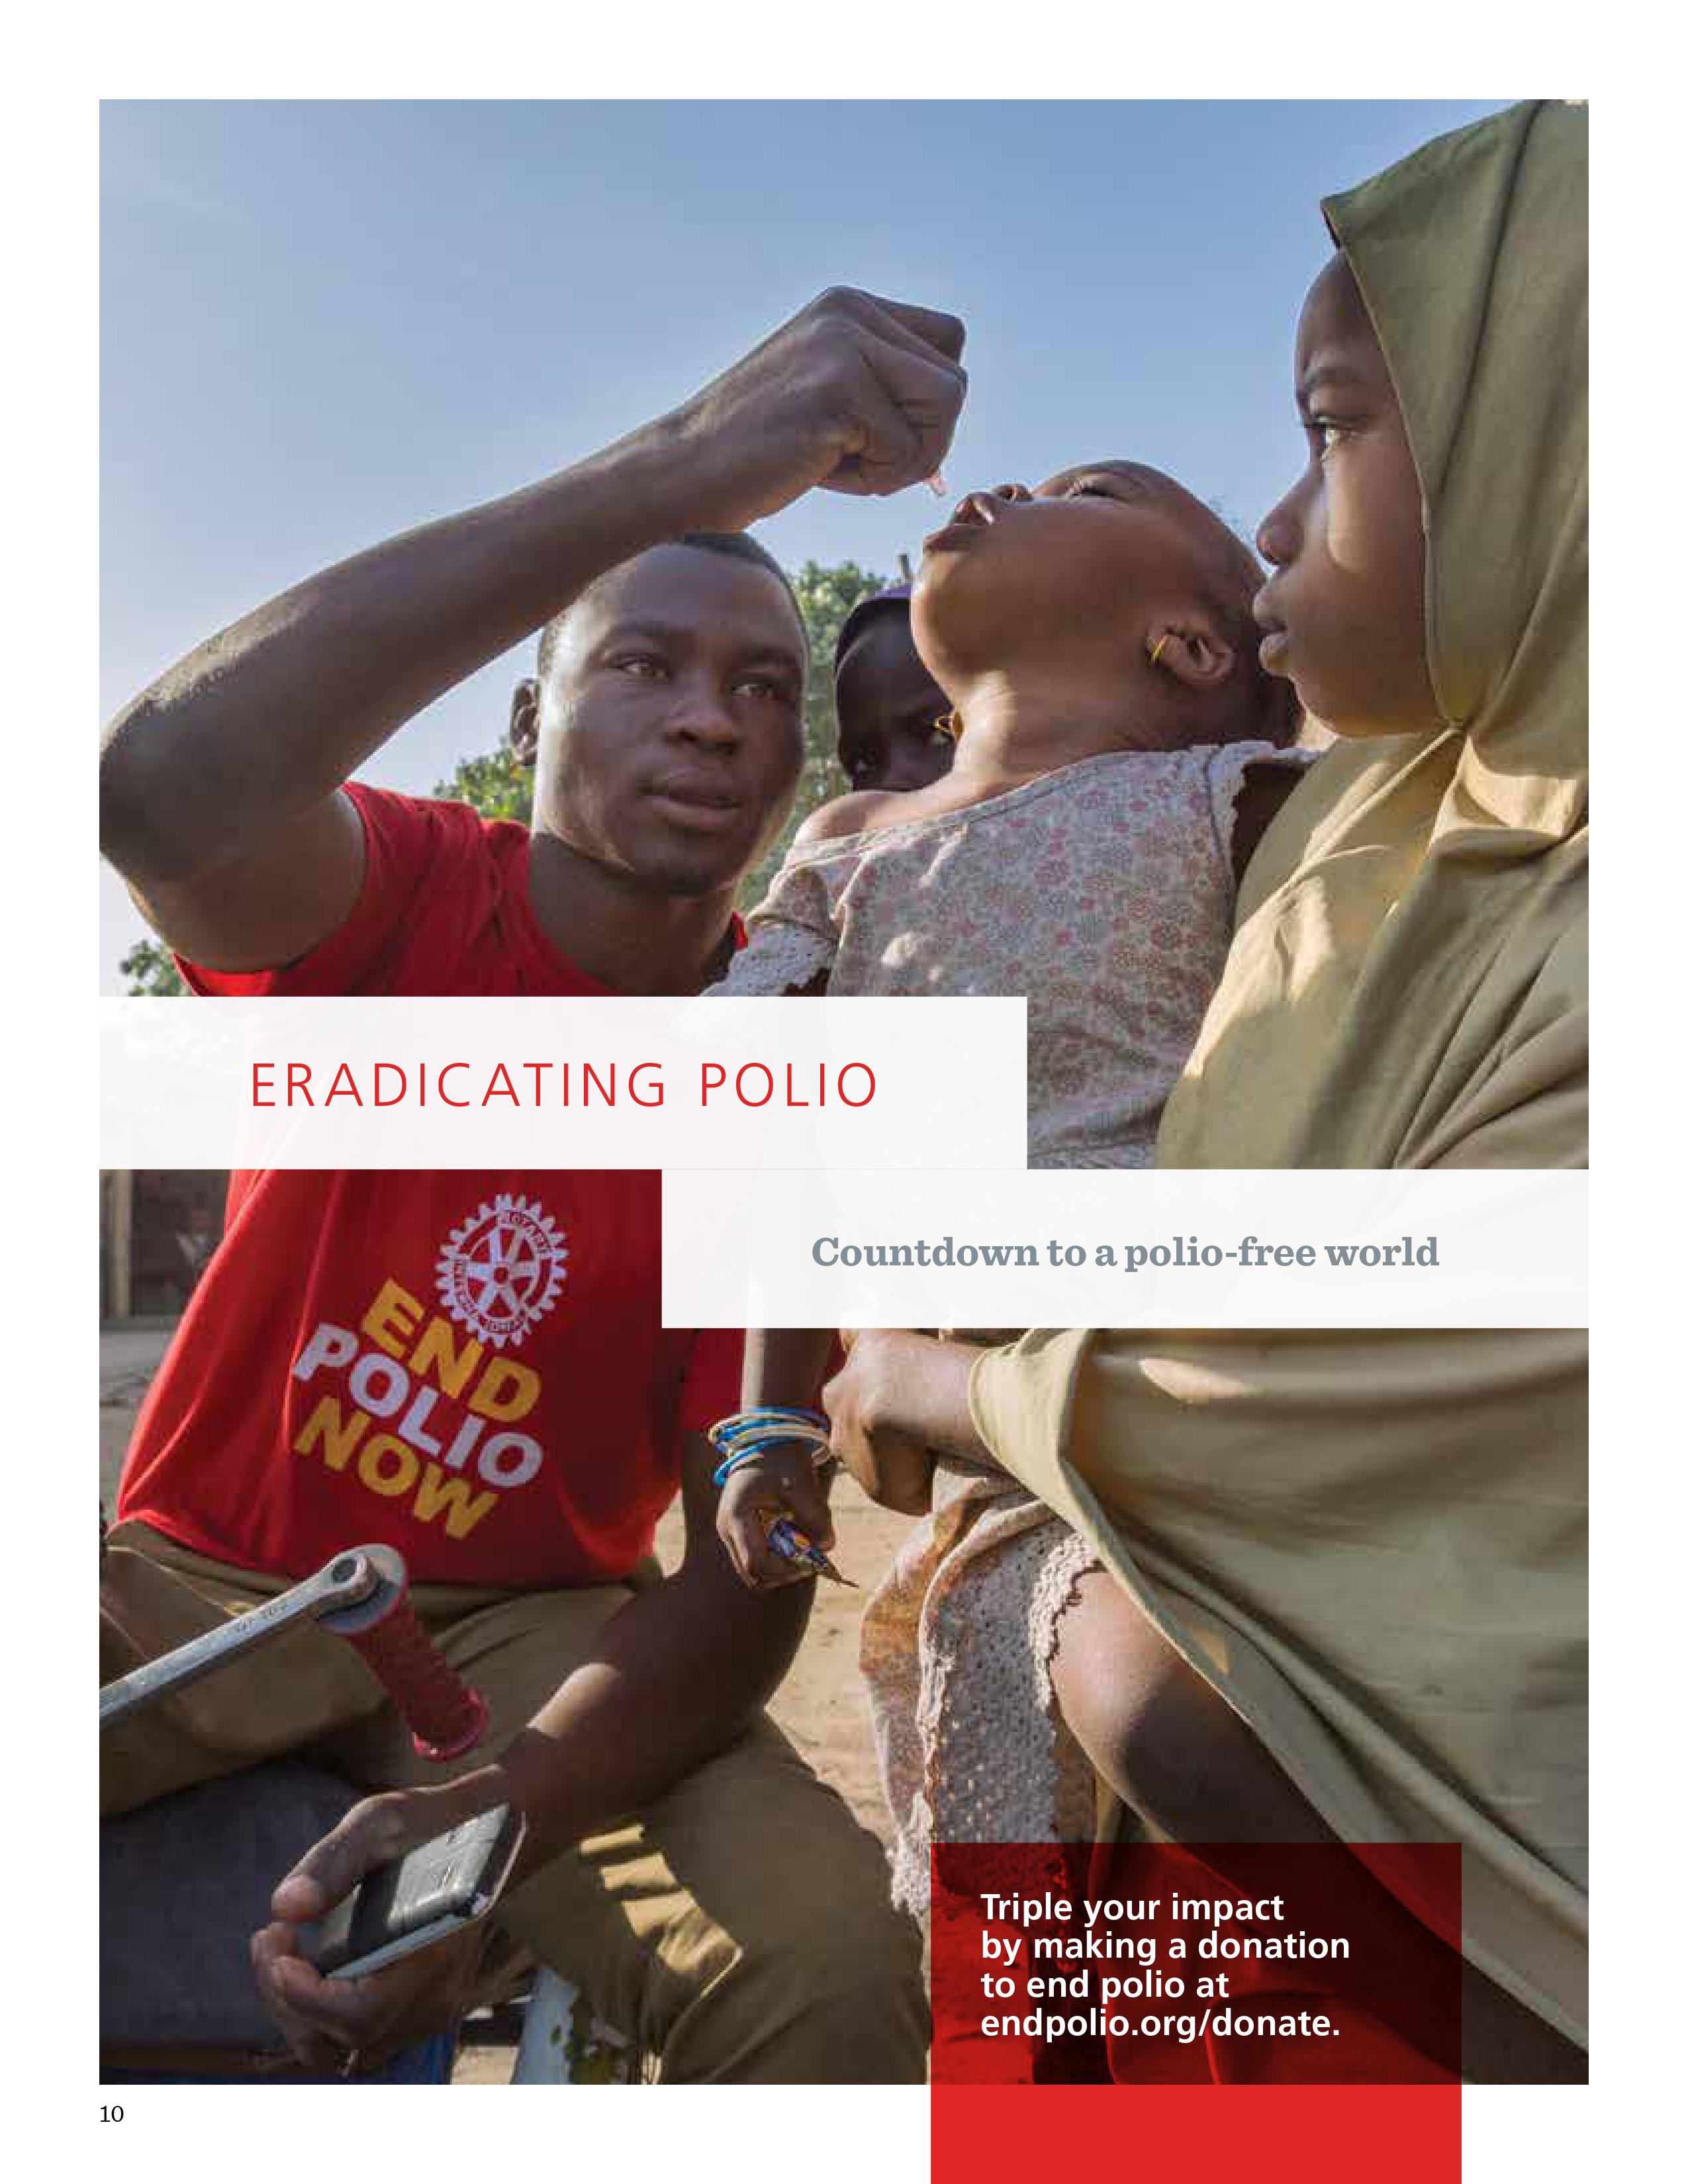 ERADICATING POLIO
Countdown to a polio-free world
ROTARY
INTERNATIONAL
END
POLIO
NOW
Triple your impact
by making a donation
to end polio at
endpolio.org/donate.
10